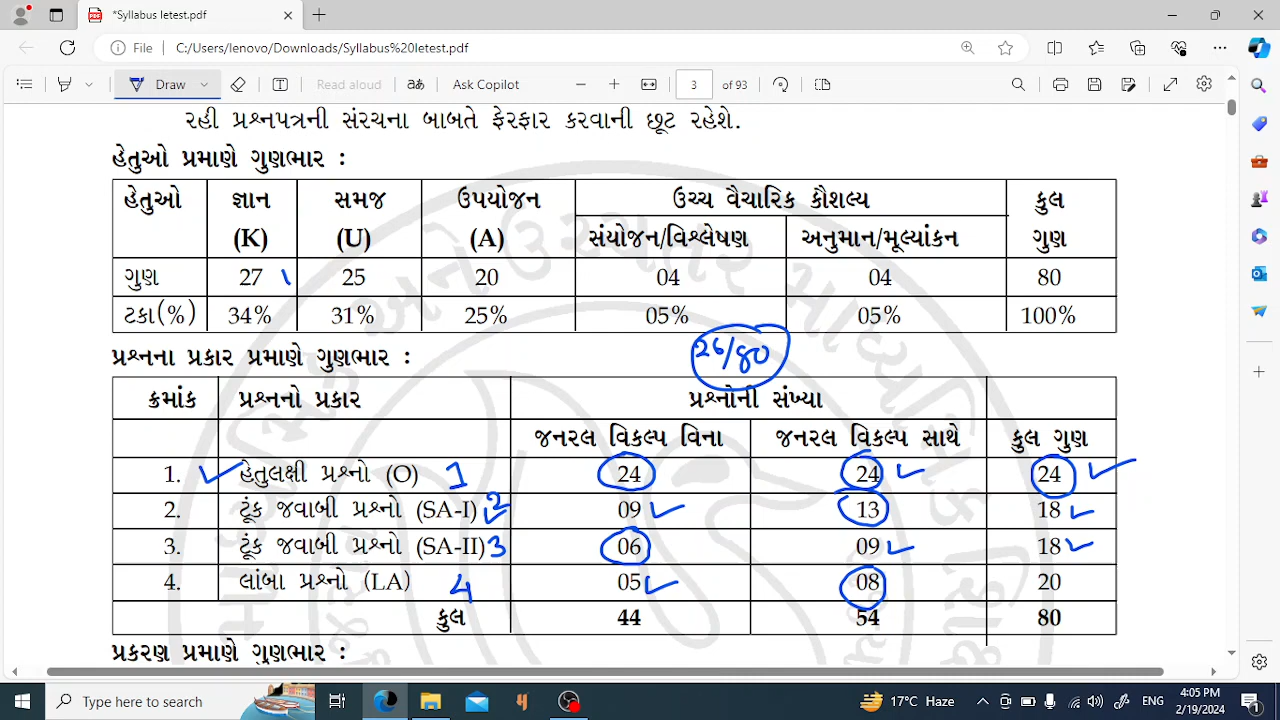 *Syllabus letest.pdf
File C:/Users/lenovo/Downloads/Syllabus%20letest.pdf
Draw Read aloud aあ Ask Copilot 3 of 93
રહી પ્રશ્નપત્રની સંરચના બાબતે ફેરફાર કરવાની છૂટ રહેશે.
હેતુઓ પ્રમાણે ગુણભાર :
હેતુઓ જ્ઞાન સમજ ઉપયોજન ઉચ્ચ વૈચારિક કૌશલ્ય કુલ
(K) (U) (A) સંયોજન/વિશ્લેષણ અનુમાન/મૂલ્યાંકન ગુણ
ગુણ 27 25 20 04 04 80
ટકા(%) 34% 31% 25% 05% 05% 100%
26/80
પ્રશ્નના પ્રકાર પ્રમાણે ગુણભાર :
ક્રમાંક પ્રશ્નનો પ્રકાર પ્રશ્નોની સંખ્યા
જનરલ વિકલ્પ વિના જનરલ વિકલ્પ સાથે કુલ ગુણ
1. હેતુલક્ષી પ્રશ્નો (O) 1 24 24 24
2. ટૂંક જવાબી પ્રશ્નો (SA-I) 2 09 13 18
3. ટૂંક જવાબી પ્રશ્નો (SA-II) 3 06 09 18
4. લાંબા પ્રશ્નો (LA) 4 05 08 20
કુલ 44 54 80
પ્રકરણ પ્રમાણે ગુણભાર :
Type here to search 17°C Haze ENG 4:05 PM
2/19/2024